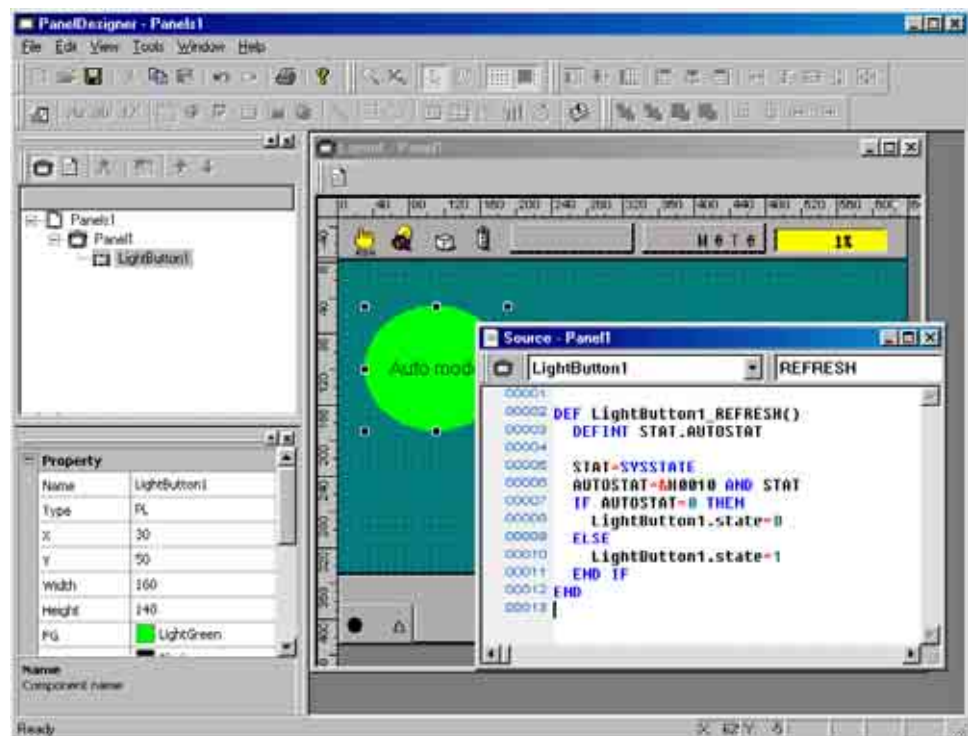 PanelDesigner - Panels1
File Edit View Tools Window Help
Panels1
Panel1
LightButton1
Property
Name LightButton1
Type PL
X 30
Y 50
Width 160
Height 140
FG LightGreen
Name
Component name
Ready
Layout - Panel1
1%
Auto mode
Source - Panel1
LightButton1 REFRESH
00001
00002 DEF LightButton1_REFRESH()
00003 DEFINT STAT,AUTOSTAT
00004
00005 STAT=SYSSTATE
00006 AUTOSTAT=&H0010 AND STAT
00007 IF AUTOSTAT=0 THEN
00008 LightButton1.state=0
00009 ELSE
00010 LightButton1.state=1
00011 END IF
00012 END
00013